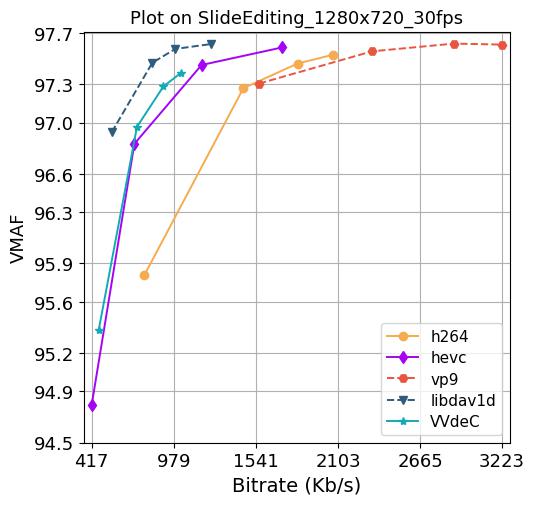 Plot on SlideEditing_1280x720_30fps
97.7
97.3
97.0
96.6
96.3
95.9
95.6
95.2
94.9
94.5
VMAF
h264
hevc
vp9
libdav1d
VVdeC
417 979 1541 2103 2665 3223
Bitrate (Kb/s)